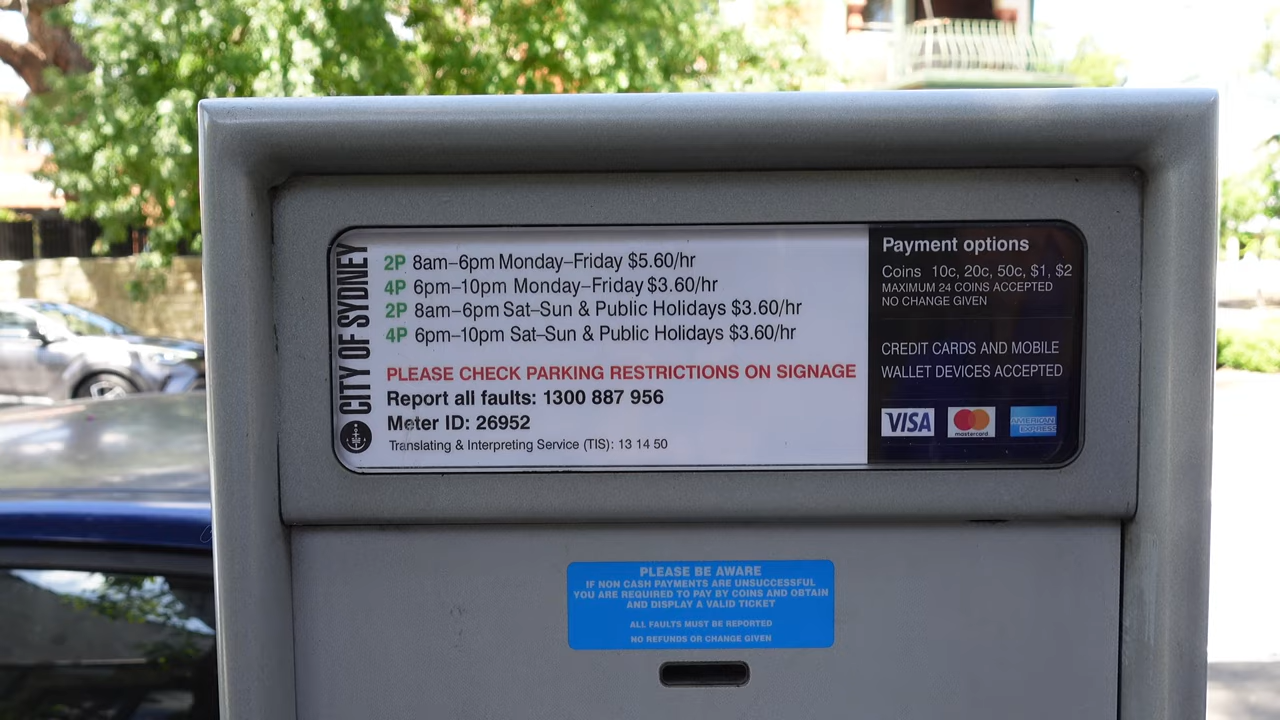 CITY OF SYDNEY
2P 8am–6pm Monday–Friday $5.60/hr
4P 6pm–10pm Monday–Friday $3.60/hr
2P 8am–6pm Sat–Sun & Public Holidays $3.60/hr
4P 6pm–10pm Sat–Sun & Public Holidays $3.60/hr
PLEASE CHECK PARKING RESTRICTIONS ON SIGNAGE
Report all faults: 1300 887 956
Meter ID: 26952
Translating & Interpreting Service (TIS): 13 14 50
Payment options
Coins 10c, 20c, 50c, $1, $2
MAXIMUM 24 COINS ACCEPTED
NO CHANGE GIVEN
CREDIT CARDS AND MOBILE
WALLET DEVICES ACCEPTED
VISA
mastercard
AMERICAN
EXPRESS
PLEASE BE AWARE
IF NON CASH PAYMENTS ARE UNSUCCESSFUL
YOU ARE REQUIRED TO PAY BY COINS AND OBTAIN
AND DISPLAY A VALID TICKET
ALL FAULTS MUST BE REPORTED
NO REFUNDS OR CHANGE GIVEN